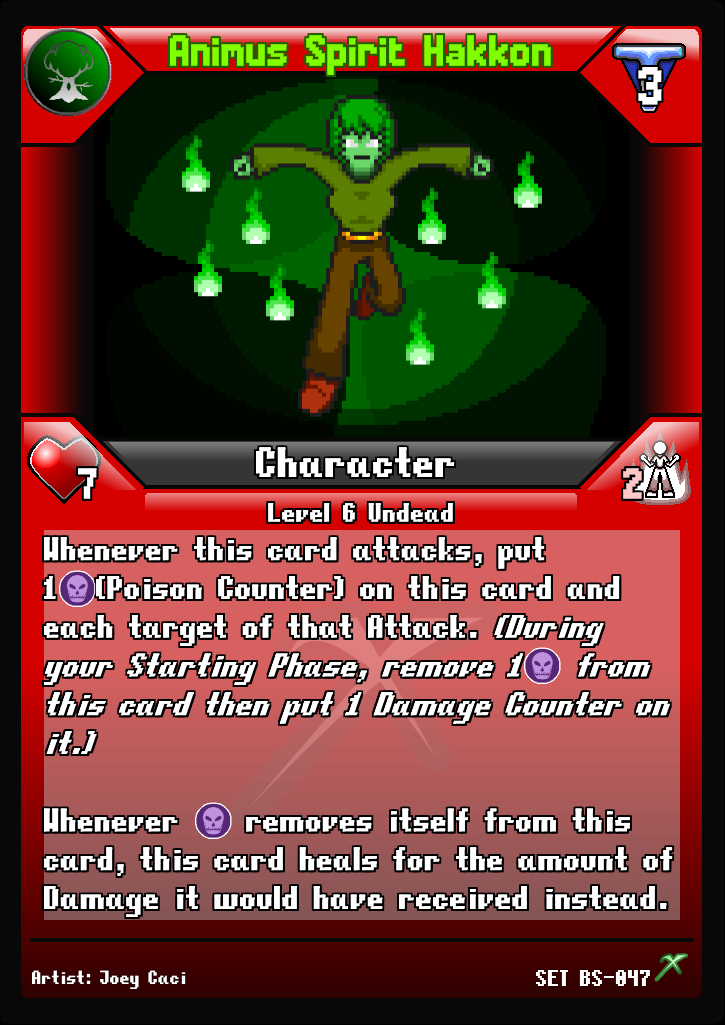 Animus Spirit Hakkon
3
Character
7
2
Level 6 Undead
Whenever this card attacks, put
1(Poison Counter) on this card and
each target of that Attack. (During
your Starting Phase, remove 1 from
this card then put 1 Damage Counter on
it.)
Whenever removes itself from this
card, this card heals for the amount of
Damage it would have received instead.
Artist: Joey Caci
SET BS-047